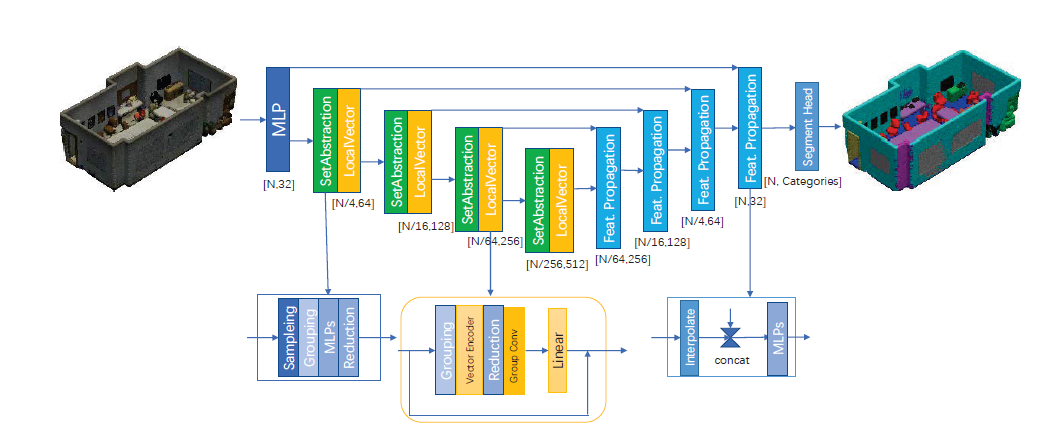 MLP
[N,32]
SetAbstraction
LocalVector
[N/4,64]
SetAbstraction
LocalVector
[N/16,128]
SetAbstraction
LocalVector
[N/64,256]
SetAbstraction
LocalVector
[N/256,512]
Feat. Propagation
[N/64,256]
Feat. Propagation
[N/16,128]
Feat. Propagation
[N/4,64]
Feat. Propagation
[N,32]
Segment Head
[N, Categories]
Sampleing
Grouping
MLPs
Reduction
Grouping
Vector Encoder
Reduction
Group Conv
Linear
Interpolate
concat
MLPs